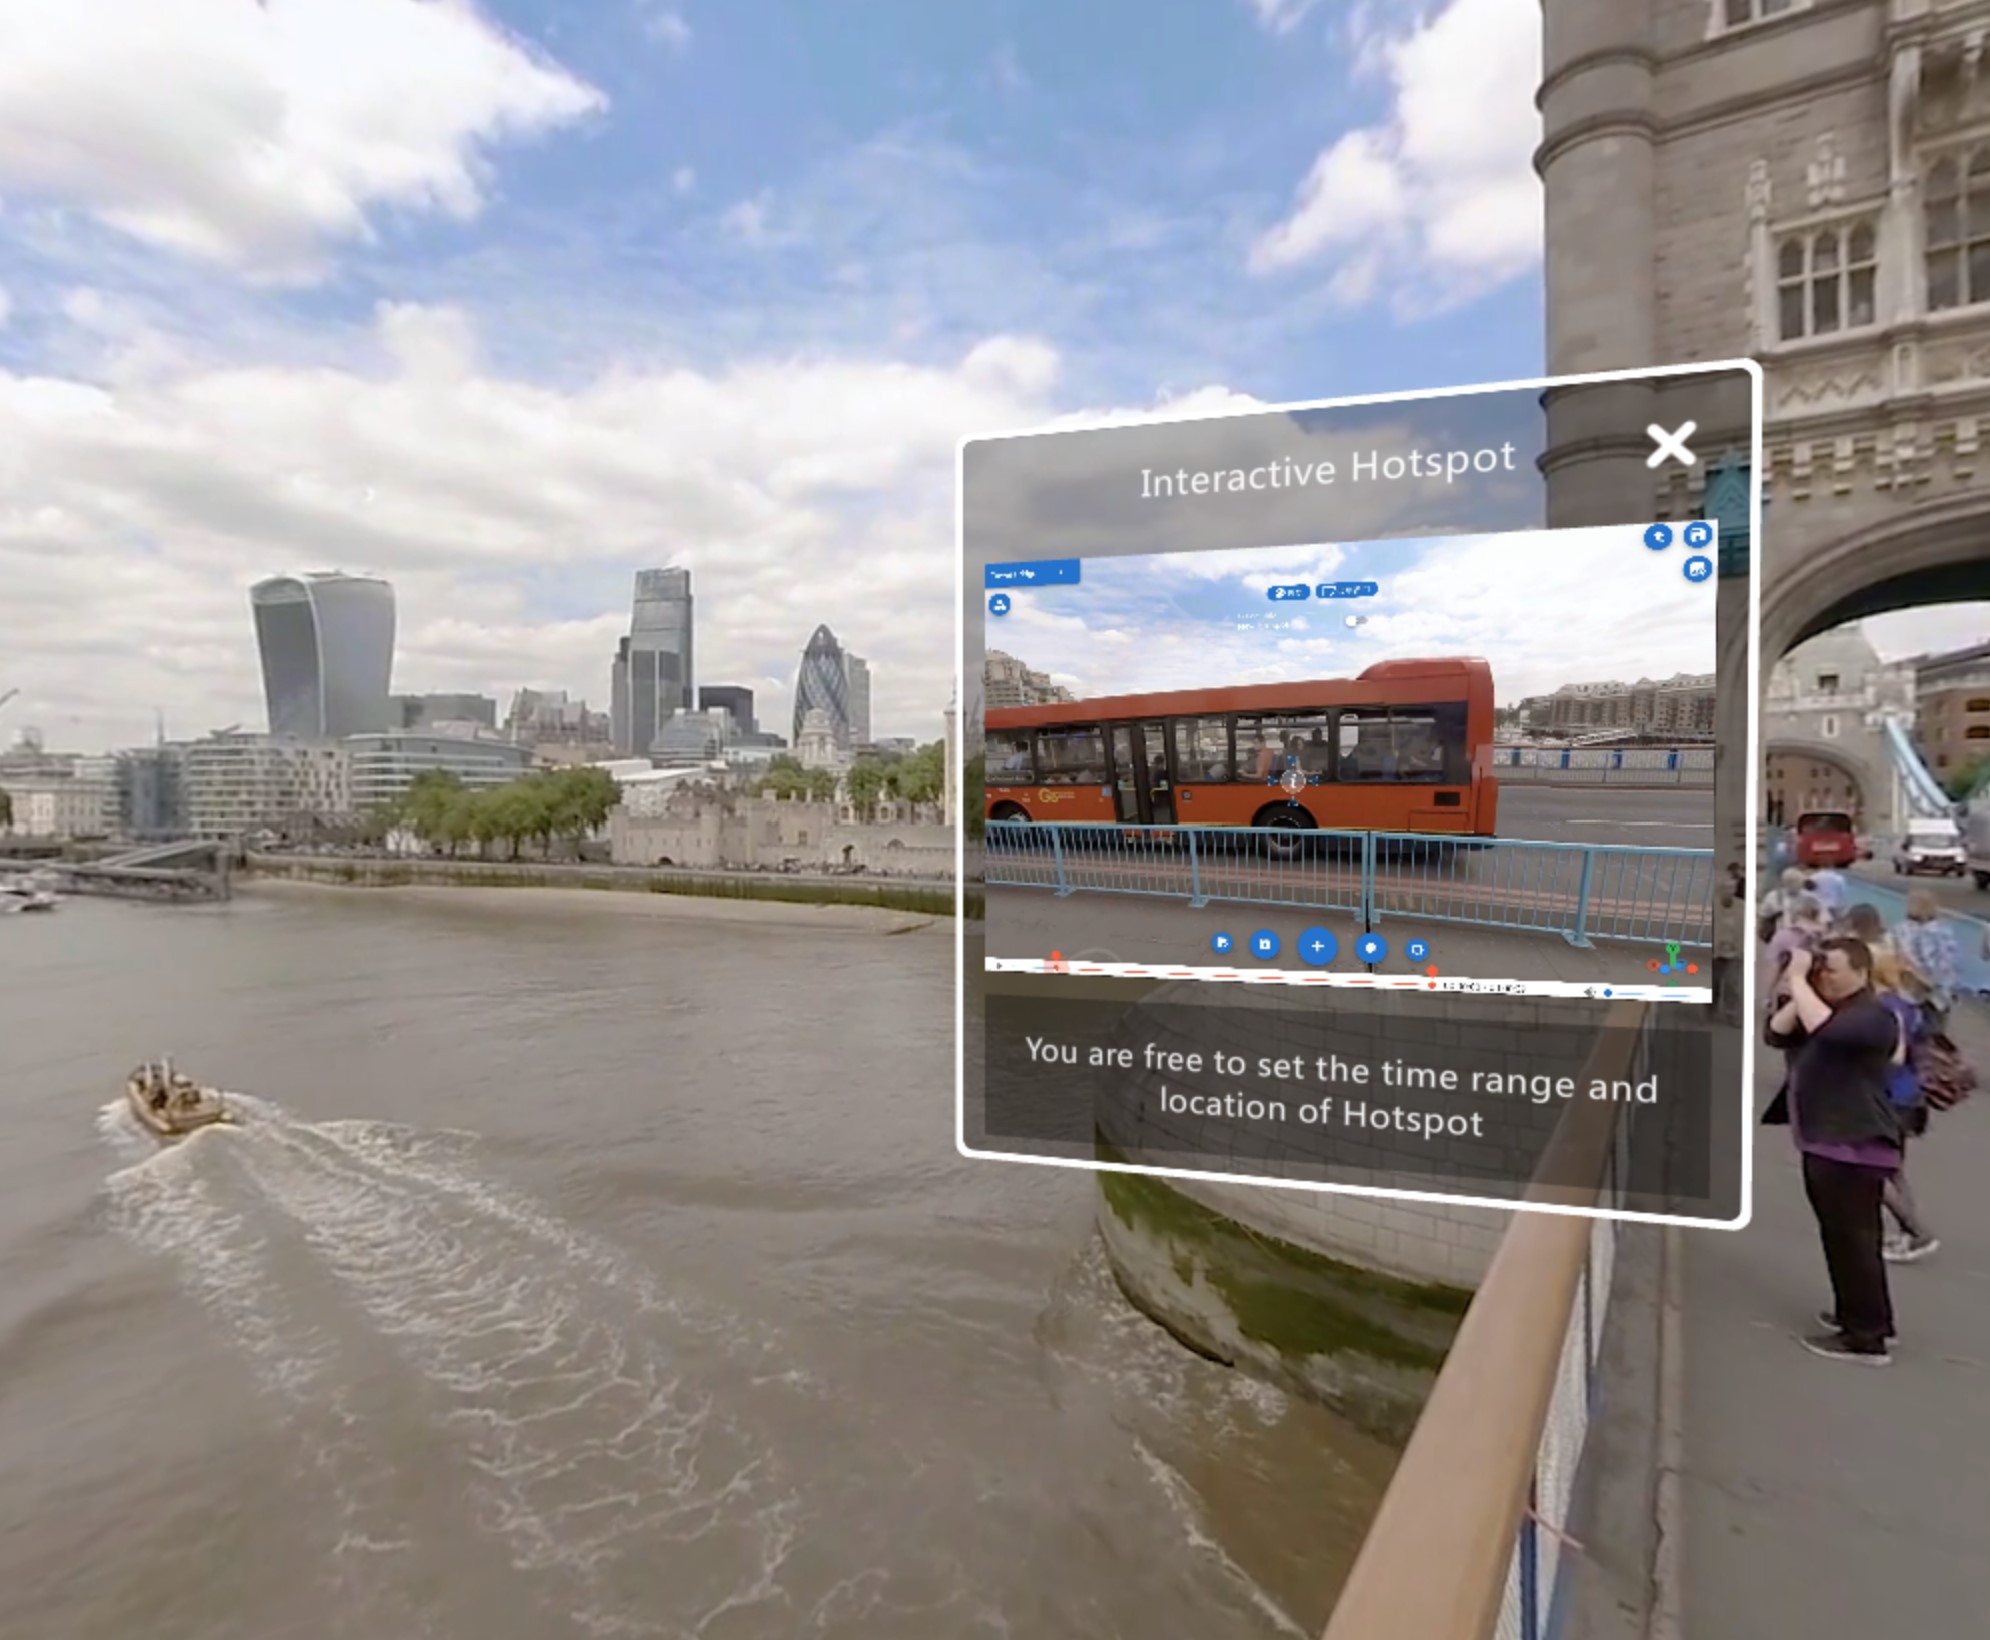 Interactive Hotspot
You are free to set the time range and
location of Hotspot